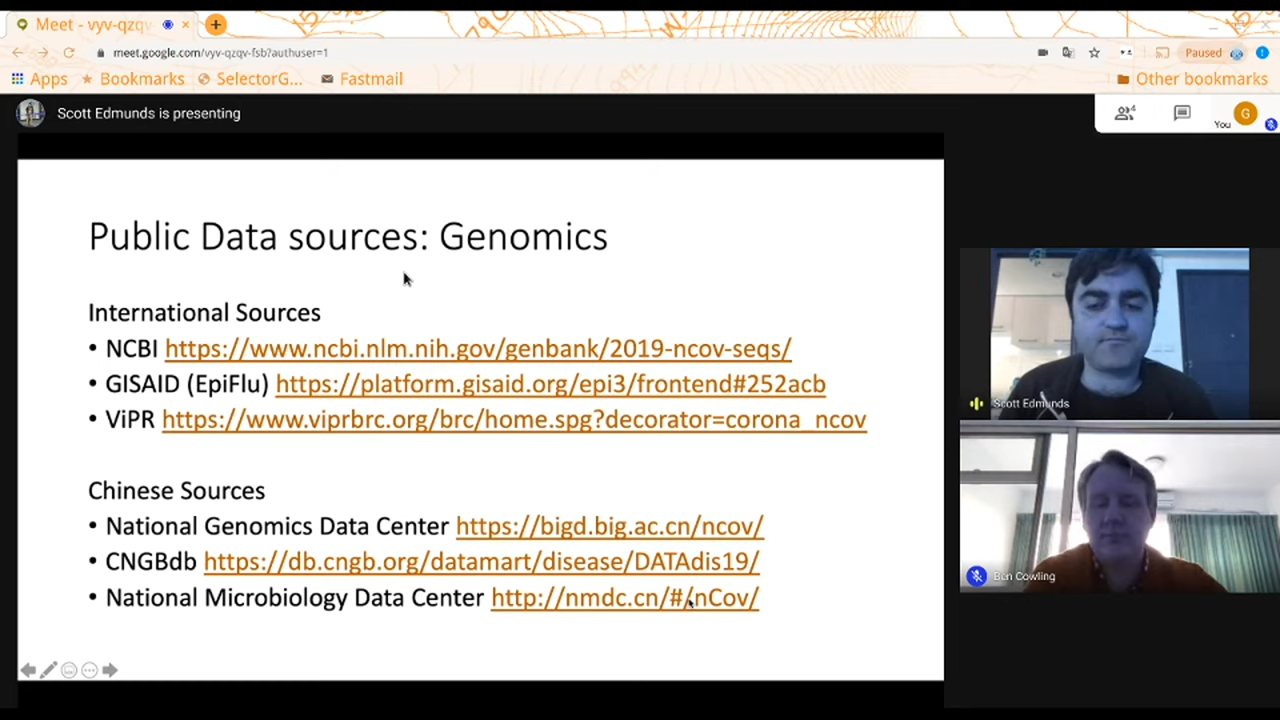 Meet - vyv-qzqv
meet.google.com/vyv-qzqv-fsb?authuser=1
Paused
Apps
Bookmarks
SelectorG...
Fastmail
Other bookmarks
Scott Edmunds is presenting
4
You
G
Public Data sources: Genomics
International Sources
• NCBI https://www.ncbi.nlm.nih.gov/genbank/2019-ncov-seqs/
• GISAID (EpiFlu) https://platform.gisaid.org/epi3/frontend#252acb
• ViPR https://www.viprbrc.org/brc/home.spg?decorator=corona_ncov
Chinese Sources
• National Genomics Data Center https://bigd.big.ac.cn/ncov/
• CNGBdb https://db.cngb.org/datamart/disease/DATAdis19/
• National Microbiology Data Center http://nmdc.cn/#/nCov/
Scott Edmunds
Ben Cowling